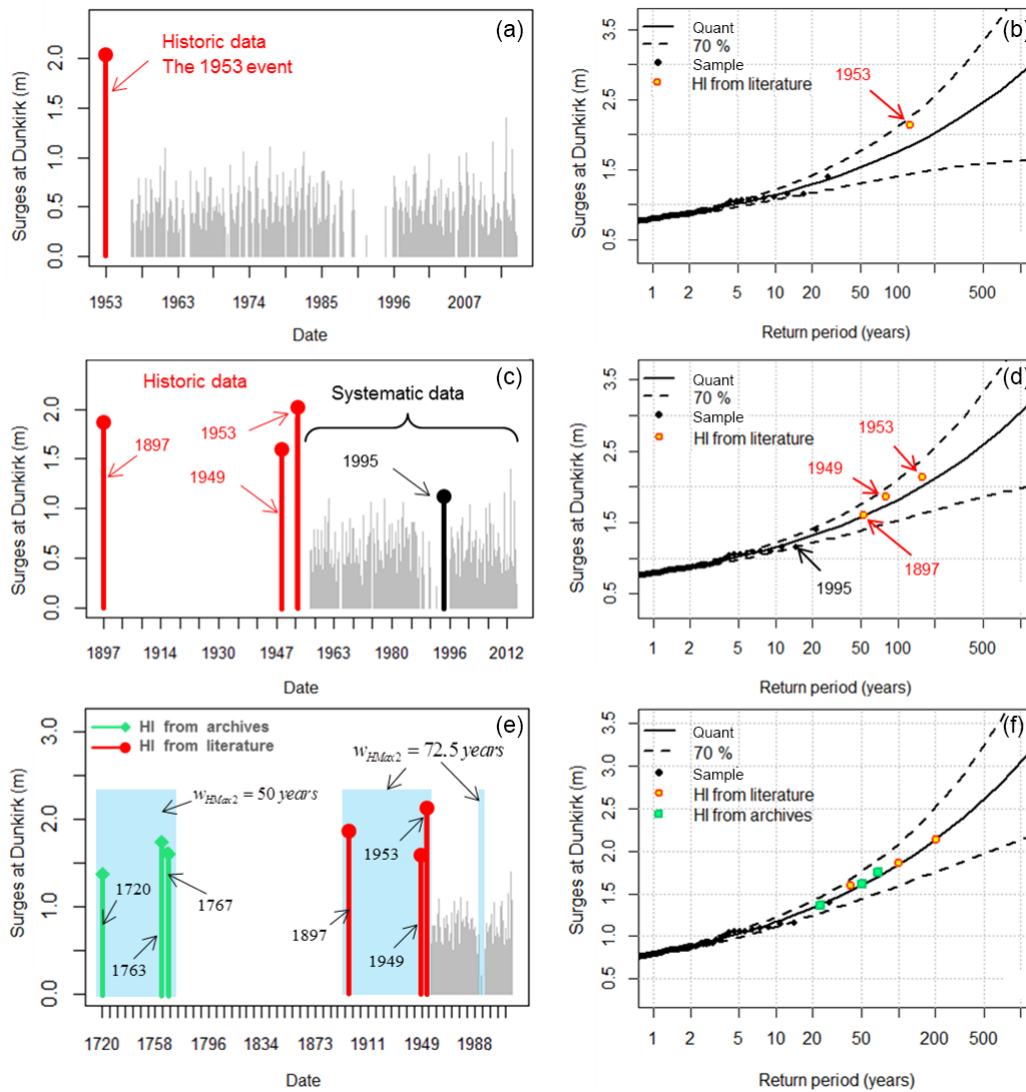 (a)
Historic data
The 1953 event
Surges at Dunkirk (m)
0.0 0.5 1.0 1.5 2.0
1953 1963 1974 1985 1996 2007
Date
(b)
Quant
70 %
Sample
HI from literature
1953
Surges at Dunkirk (m)
0.5 1.5 2.5 3.5
1 2 5 10 20 50 100 500
Return period (years)
(c)
Historic data
Systematic data
1897
1953
1949
1995
Surges at Dunkirk (m)
0.0 0.5 1.0 1.5 2.0
1897 1914 1930 1947 1963 1980 1996 2012
Date
(d)
Quant
70 %
Sample
HI from literature
1953
1949
1897
1995
Surges at Dunkirk (m)
0.5 1.5 2.5 3.5
1 2 5 10 20 50 100 500
Return period (years)
(e)
HI from archives
HI from literature
w_HMax2 = 72.5 years
w_HMax2 = 50 years
1720
1763
1767
1897
1953
1949
Surges at Dunkirk (m)
0.0 1.0 2.0 3.0
1720 1758 1796 1834 1873 1911 1949 1988
Date
(f)
Quant
70 %
Sample
HI from literature
HI from archives
Surges at Dunkirk (m)
0.5 1.0 1.5 2.0 2.5 3.0 3.5
1 2 5 10 20 50 100 200 500
Return period (years)